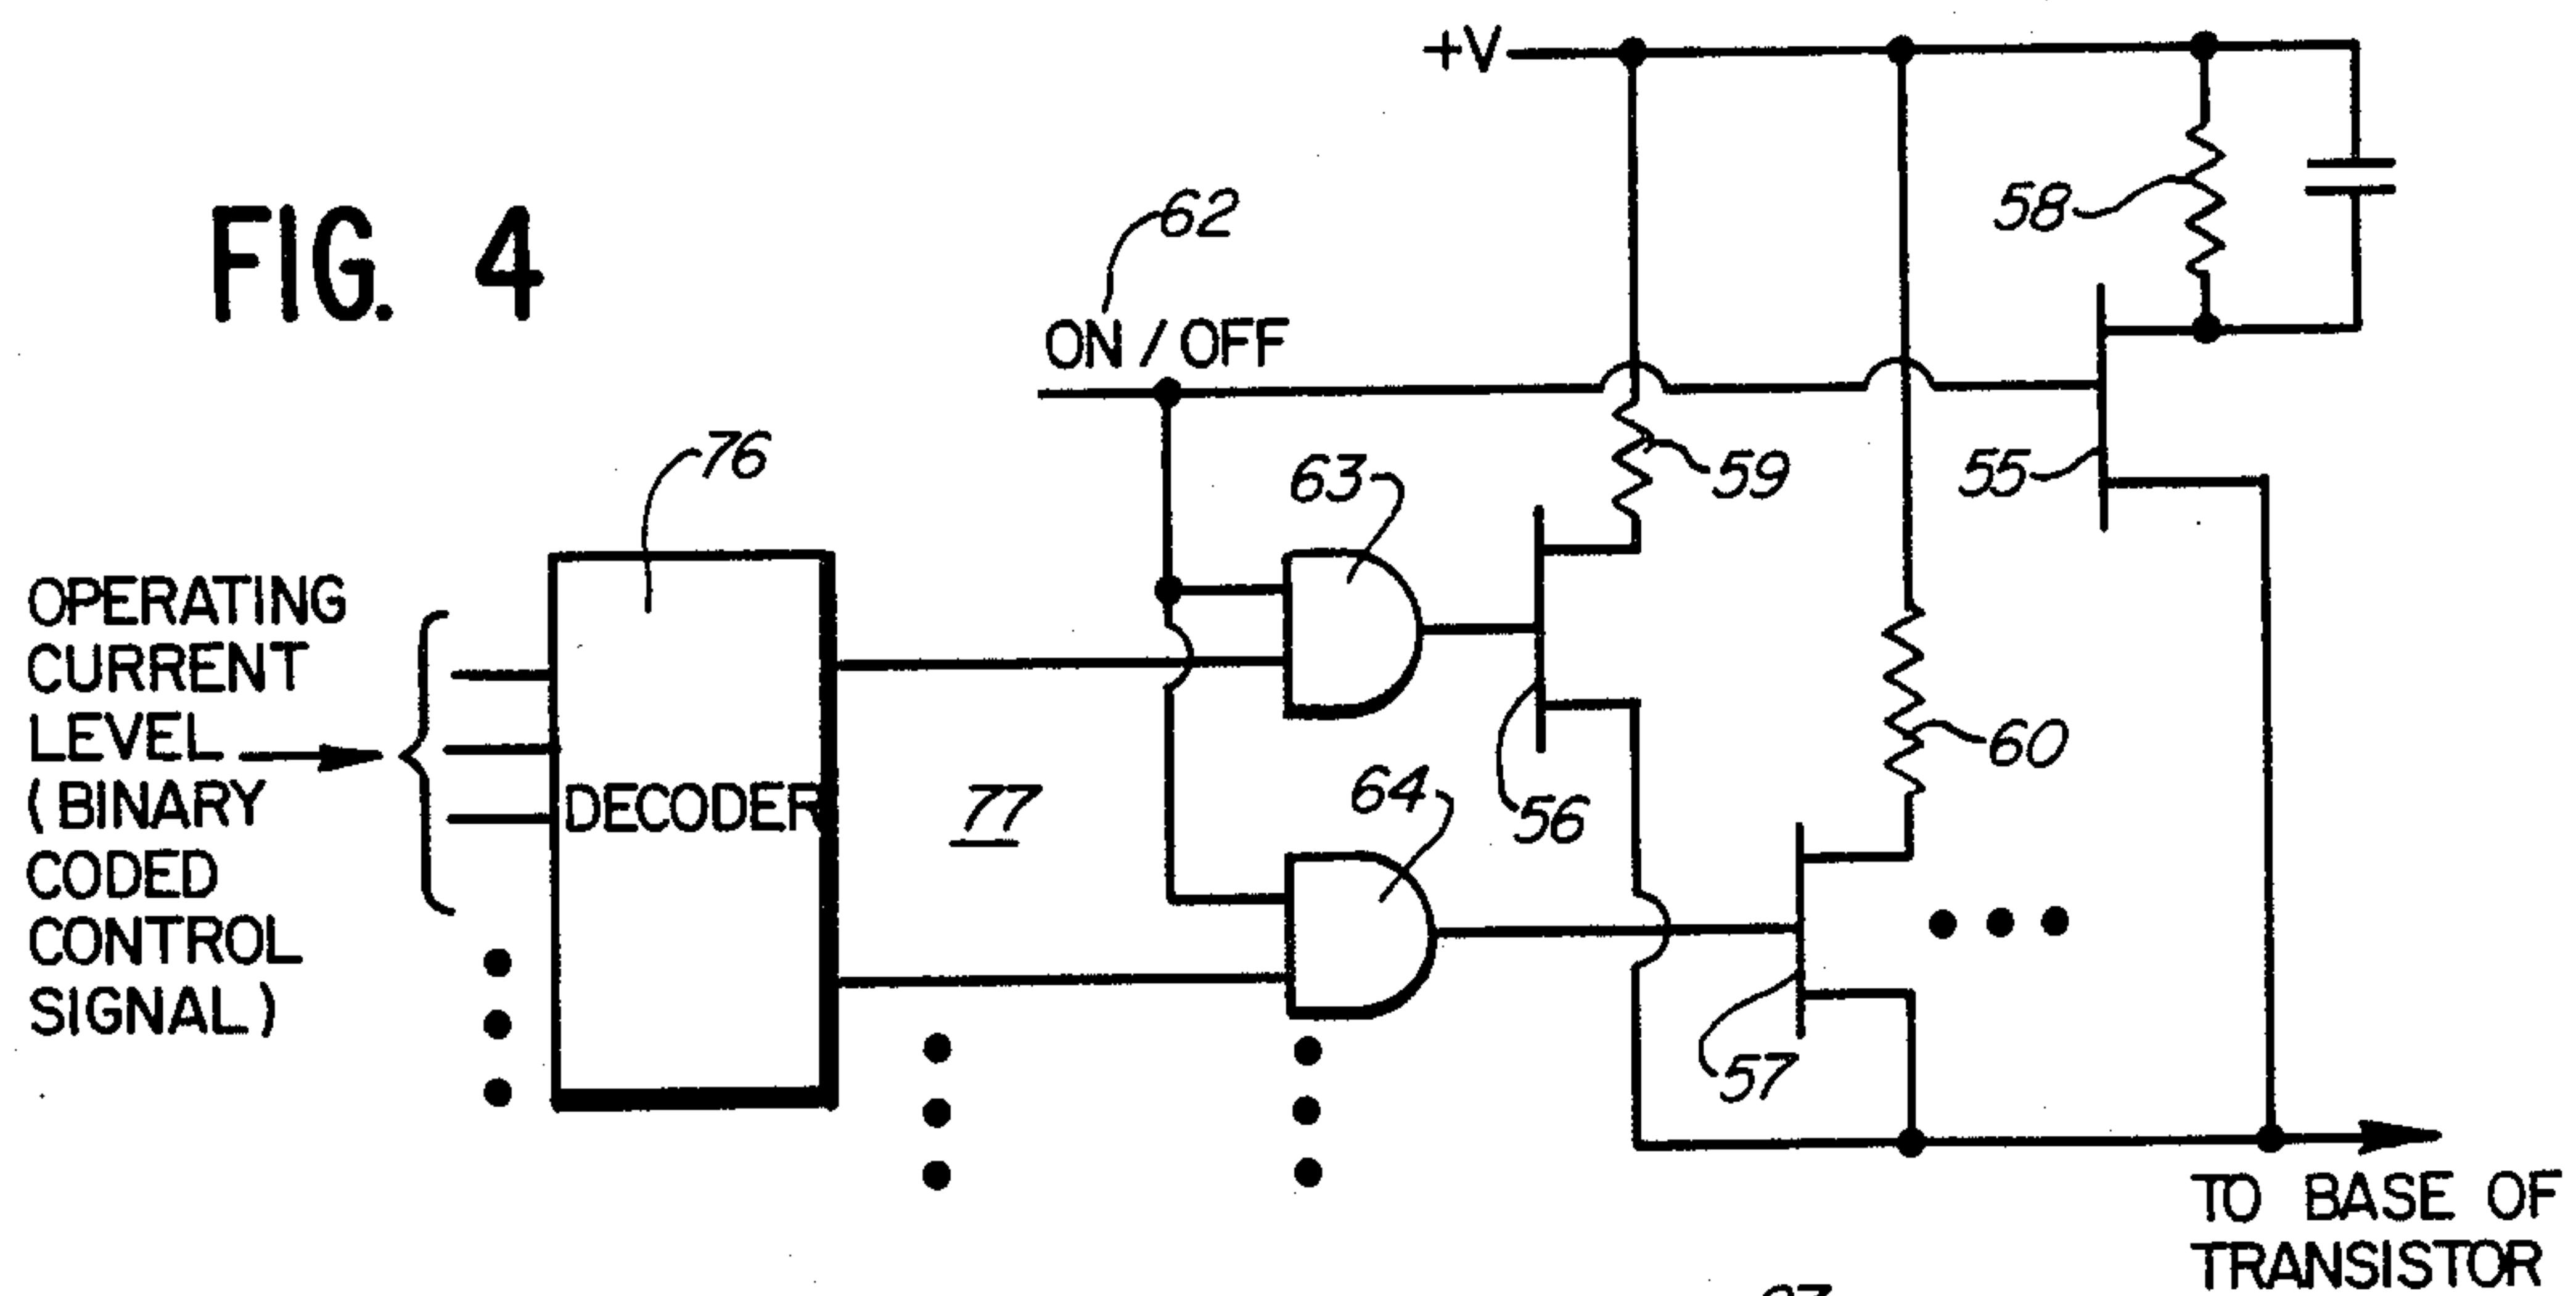 FIG. 4
+V
62
ON / OFF
58
76
63
59
55
OPERATING
CURRENT
LEVEL
(BINARY
CODED
CONTROL
SIGNAL)
DECODER
77
64
56
60
57
TO BASE OF
TRANSISTOR